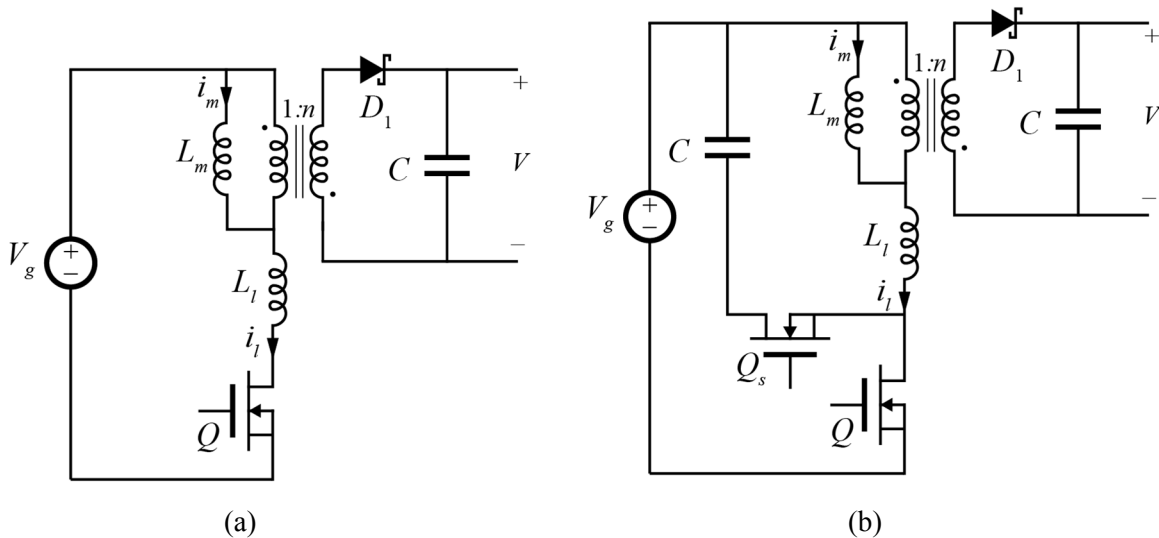 i_m
1:n
D_1
+
L_m
C
V
V_g
+
−
−
L_l
i_l
Q
(a)
i_m
1:n
D_1
+
L_m
C
C
V
V_g
+
−
L_l
−
i_l
Q_s
Q
(b)